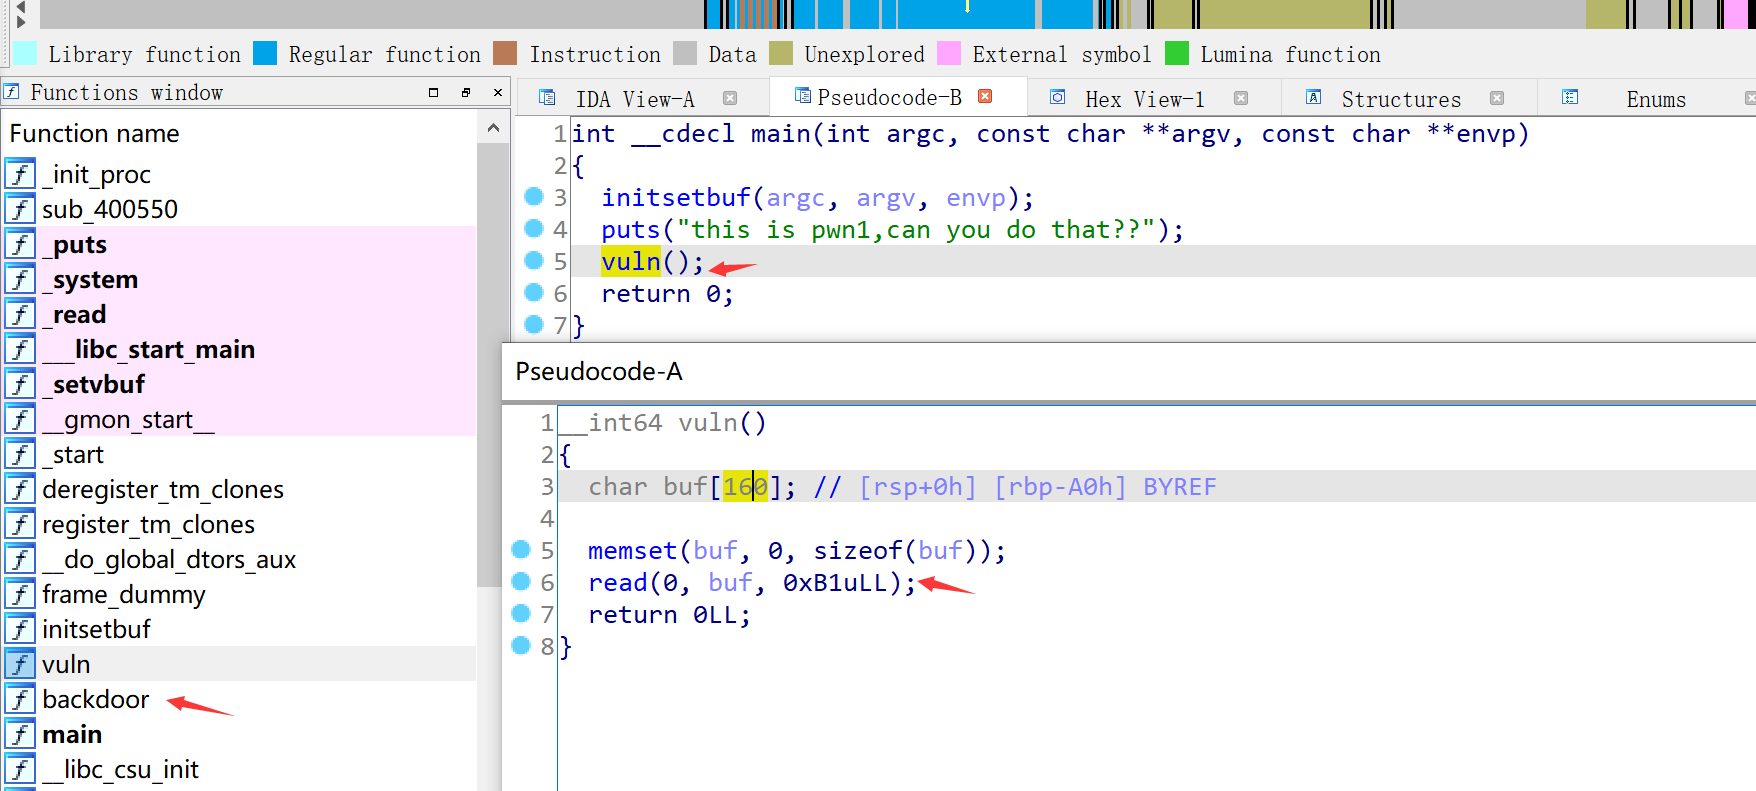 Library function Regular function Instruction Data Unexplored External symbol Lumina function
Functions window
IDA View-A Pseudocode-B Hex View-1 Structures Enums
Function name
_init_proc
sub_400550
_puts
_system
_read
___libc_start_main
_setvbuf
__gmon_start__
_start
deregister_tm_clones
register_tm_clones
__do_global_dtors_aux
frame_dummy
initsetbuf
vuln
backdoor
main
__libc_csu_init
1 int __cdecl main(int argc, const char **argv, const char **envp)
2 {
3 initsetbuf(argc, argv, envp);
4 puts("this is pwn1,can you do that??");
5 vuln();
6 return 0;
7 }
Pseudocode-A
1 __int64 vuln()
2 {
3 char buf[160]; // [rsp+0h] [rbp-A0h] BYREF
4
5 memset(buf, 0, sizeof(buf));
6 read(0, buf, 0xB1uLL);
7 return 0LL;
8 }